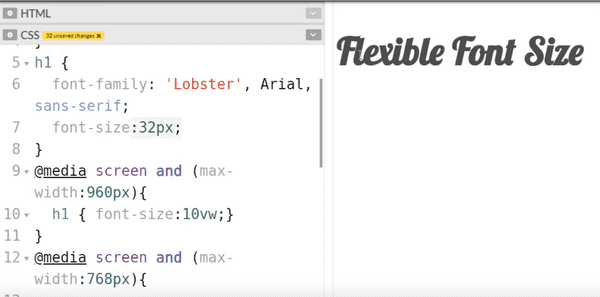 HTML
CSS 32 unsaved changes ✖
5 h1 {
6 font-family: 'Lobster', Arial,
sans-serif;
7 font-size:32px;
8 }
9 @media screen and (max-
width:960px){
10 h1 { font-size:10vw;}
11 }
12 @media screen and (max-
width:768px){
Flexible Font Size